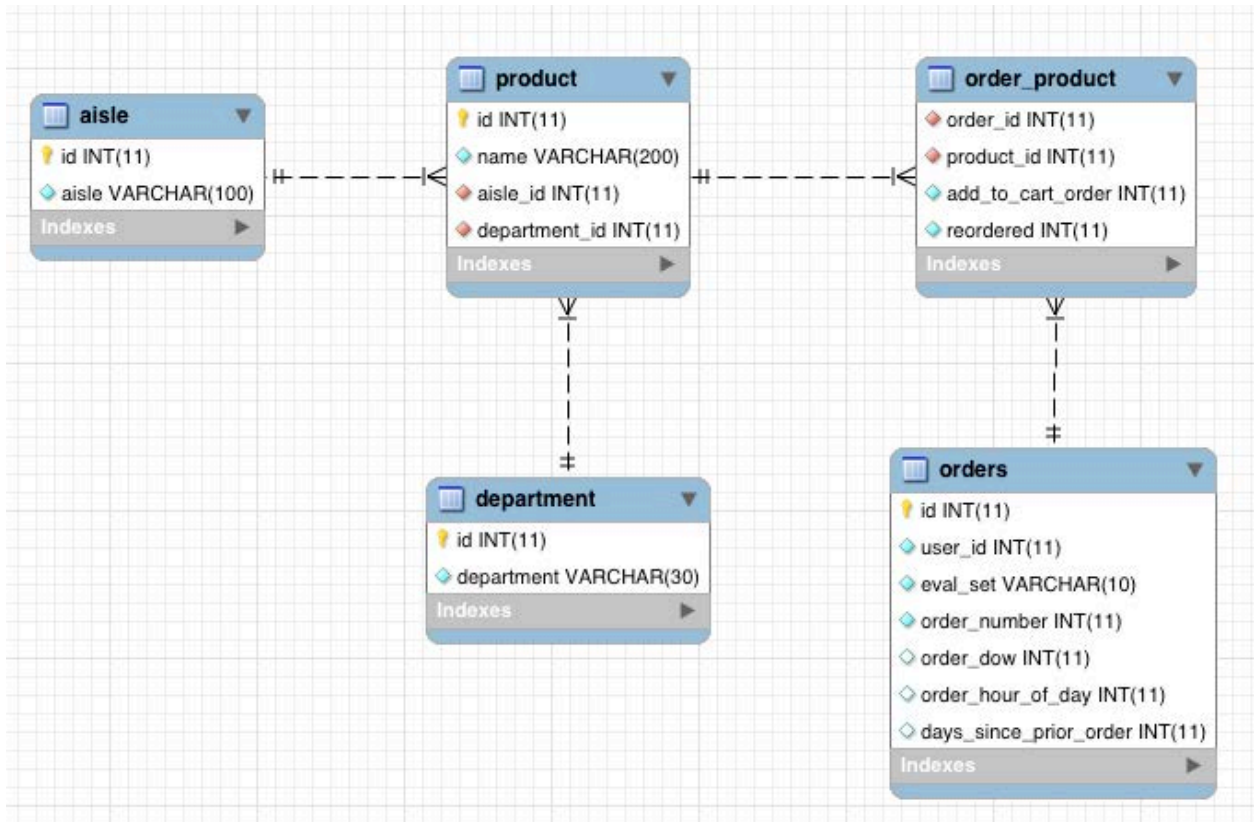 aisle
id INT(11)
aisle VARCHAR(100)
Indexes
product
id INT(11)
name VARCHAR(200)
aisle_id INT(11)
department_id INT(11)
Indexes
order_product
order_id INT(11)
product_id INT(11)
add_to_cart_order INT(11)
reordered INT(11)
Indexes
department
id INT(11)
department VARCHAR(30)
Indexes
orders
id INT(11)
user_id INT(11)
eval_set VARCHAR(10)
order_number INT(11)
order_dow INT(11)
order_hour_of_day INT(11)
days_since_prior_order INT(11)
Indexes